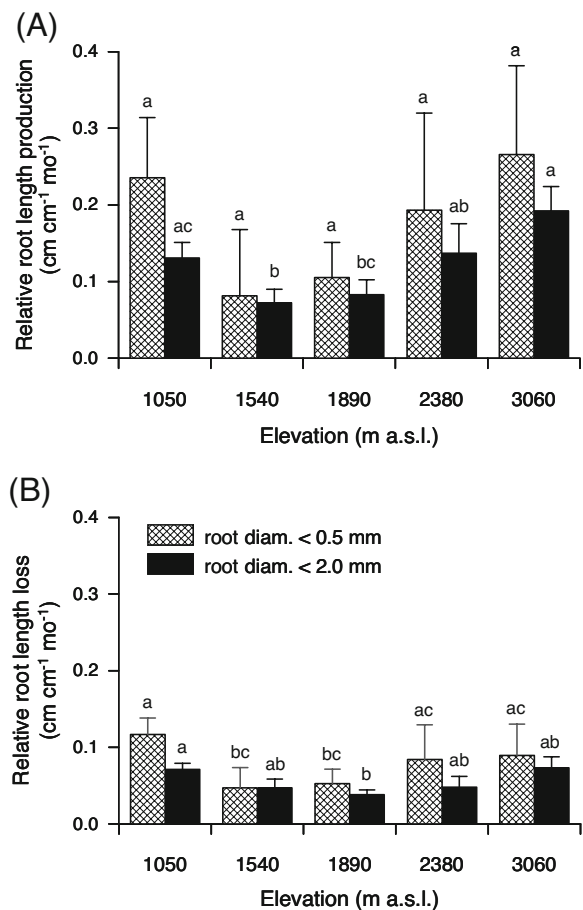 (A)
Relative root length production
(cm cm⁻¹ mo⁻¹)
0.4
0.3
0.2
0.1
0.0
a
ac
a
b
a
bc
a
ab
a
a
1050 1540 1890 2380 3060
Elevation (m a.s.l.)
(B)
Relative root length loss
(cm cm⁻¹ mo⁻¹)
0.4
0.3
0.2
0.1
0.0
root diam. < 0.5 mm
root diam. < 2.0 mm
a
a
bc
ab
bc
b
ac
ab
ac
ab
1050 1540 1890 2380 3060
Elevation (m a.s.l.)